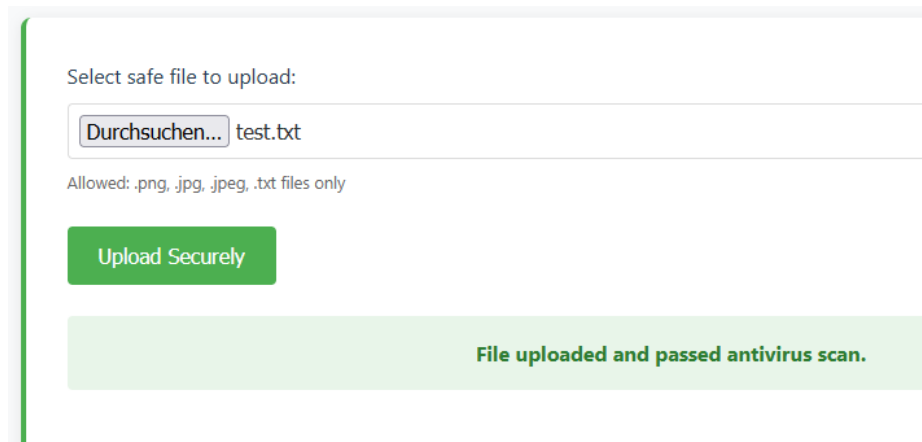 Select safe file to upload:
Durchsuchen... test.txt
Allowed: .png, .jpg, .jpeg, .txt files only
Upload Securely
File uploaded and passed antivirus scan.